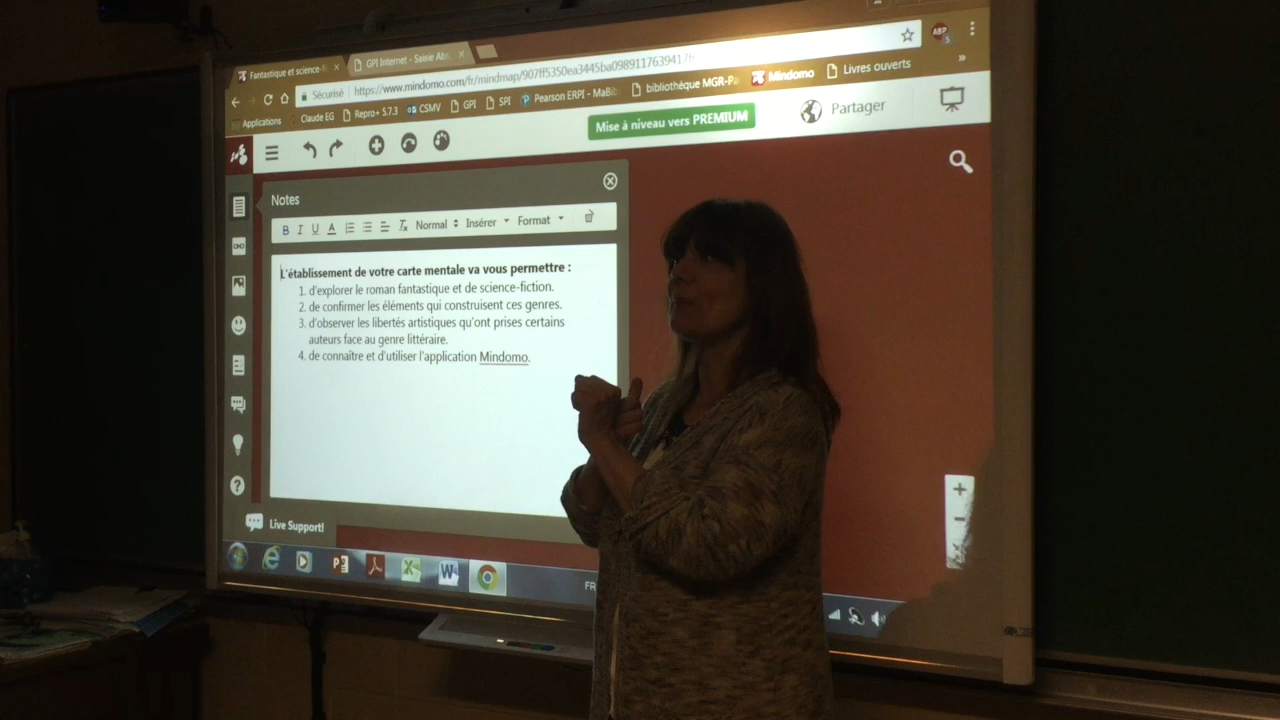 Fantastique et science-fi
GPI Internet - Saisie Abs
Sécurisé
https://www.mindomo.com/fr/mindmap/907ff5350ea3445ba0989117639417f
ABP
5
Applications
Claude EG
Repro+ 5.7.3
CSMV
GPI
SPI
Pearson ERPI - MaBib
bibliothèque MGR-Pa
Mindomo
Livres ouverts
»
Mise à niveau vers PREMIUM
Partager
Notes
B I U A
Normal
Insérer
Format
L'établissement de votre carte mentale va vous permettre :
1. d'explorer le roman fantastique et de science-fiction.
2. de confirmer les éléments qui construisent ces genres.
3. d'observer les libertés artistiques qu'ont prises certains
auteurs face au genre littéraire.
4. de connaître et d'utiliser l'application Mindomo.
Live Support!
FR